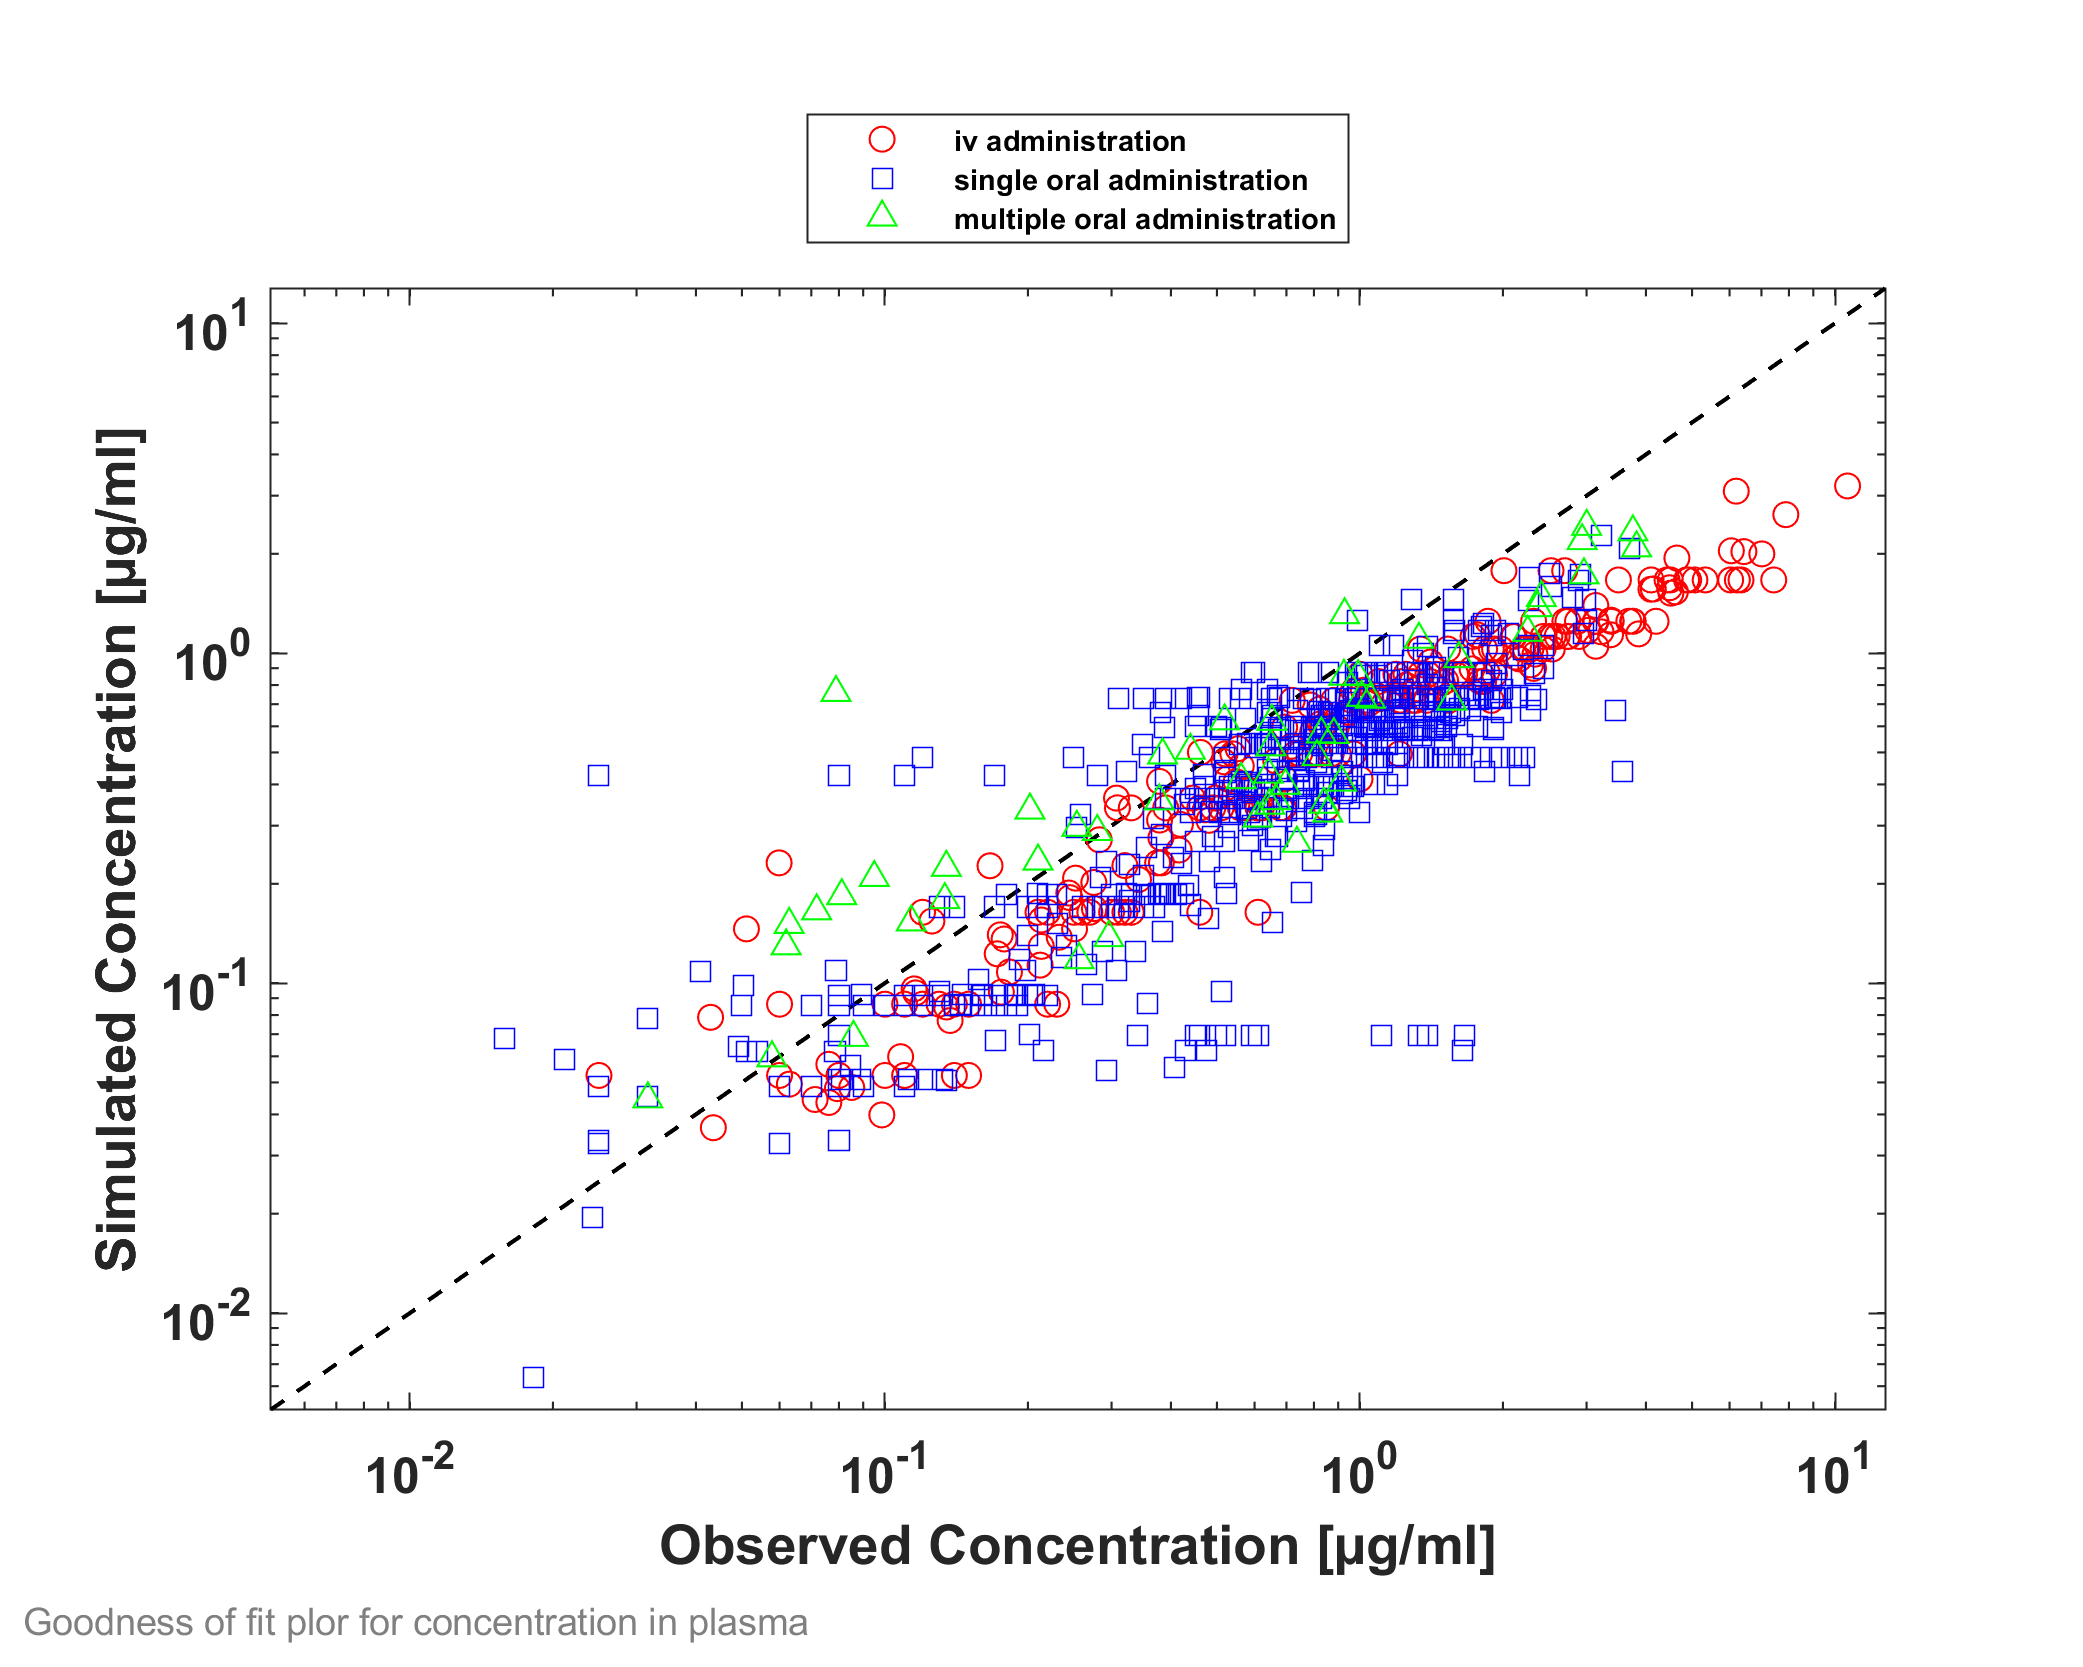 iv administration
single oral administration
multiple oral administration
10^1
10^0
10^-1
10^-2
Simulated Concentration [µg/ml]
10^-2 10^-1 10^0 10^1
Observed Concentration [µg/ml]
Goodness of fit plor for concentration in plasma